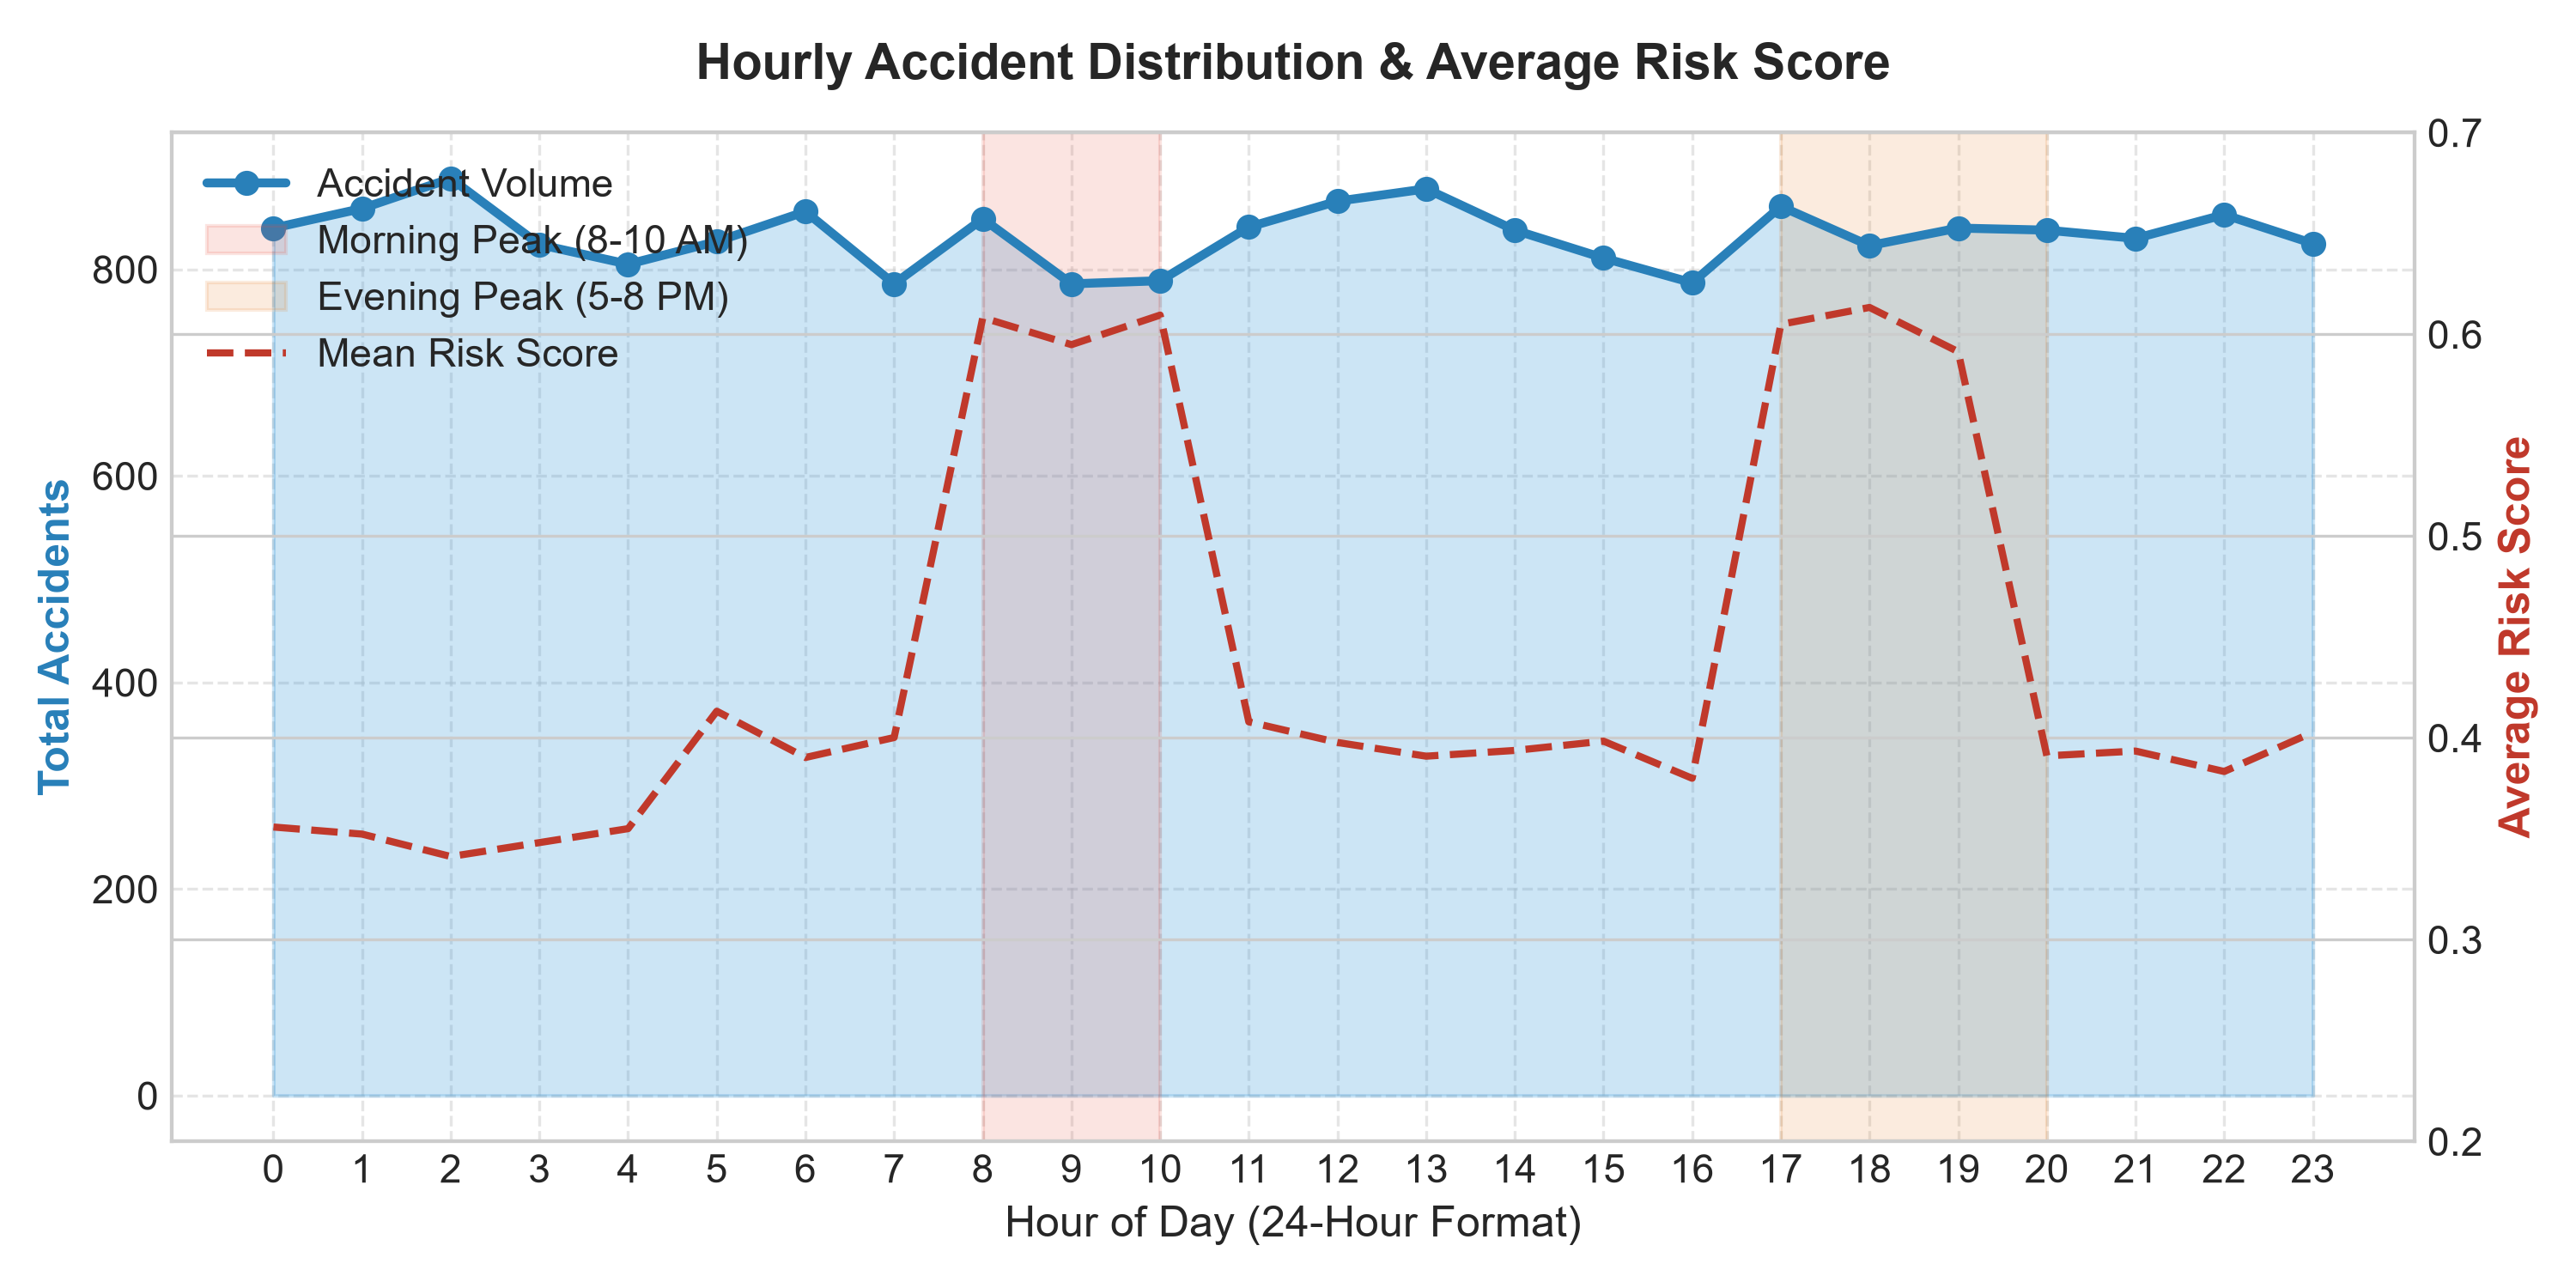 Hourly Accident Distribution & Average Risk Score
Accident Volume
Morning Peak (8-10 AM)
Evening Peak (5-8 PM)
Mean Risk Score
Total Accidents
800
600
400
200
0
0.7
0.6
0.5
0.4
0.3
0.2
Average Risk Score
0 1 2 3 4 5 6 7 8 9 10 11 12 13 14 15 16 17 18 19 20 21 22 23
Hour of Day (24-Hour Format)